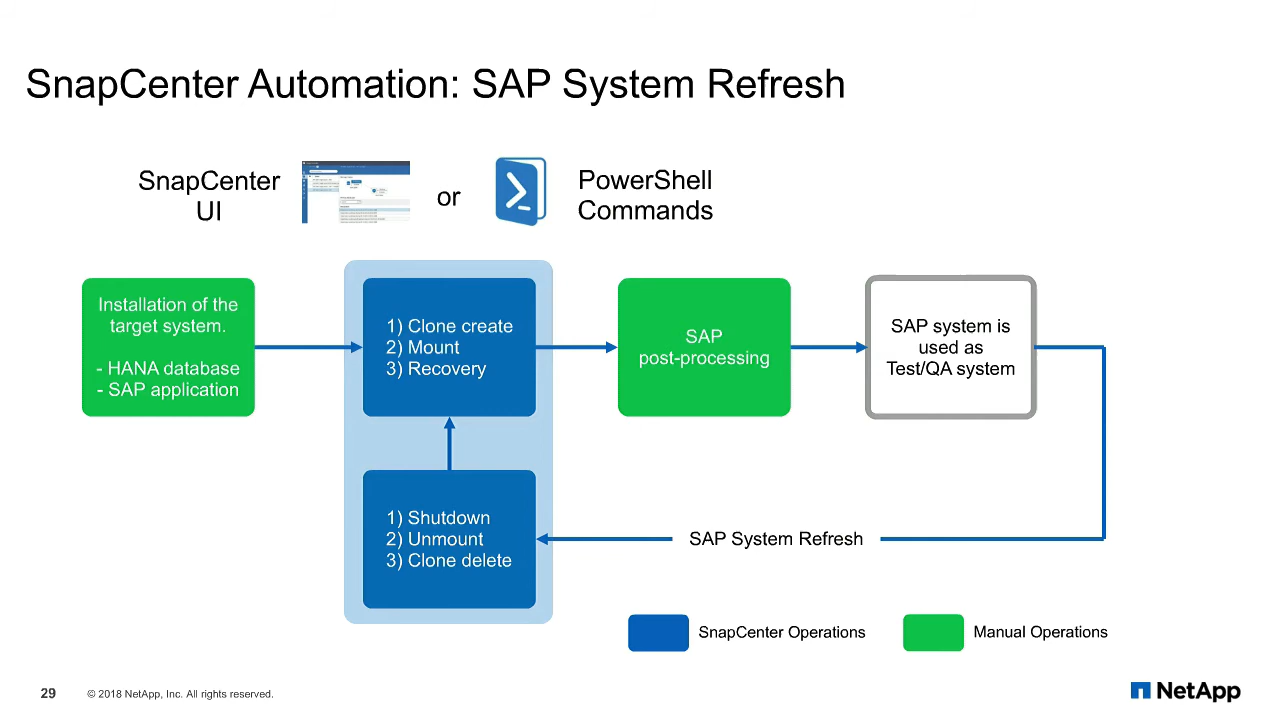 SnapCenter Automation: SAP System Refresh
SnapCenter
UI
or
PowerShell
Commands
Installation of the
target system.
- HANA database
- SAP application
1) Clone create
2) Mount
3) Recovery
SAP
post-processing
SAP system is
used as
Test/QA system
1) Shutdown
2) Unmount
3) Clone delete
SAP System Refresh
SnapCenter Operations
Manual Operations
29
© 2018 NetApp, Inc. All rights reserved.
NetApp